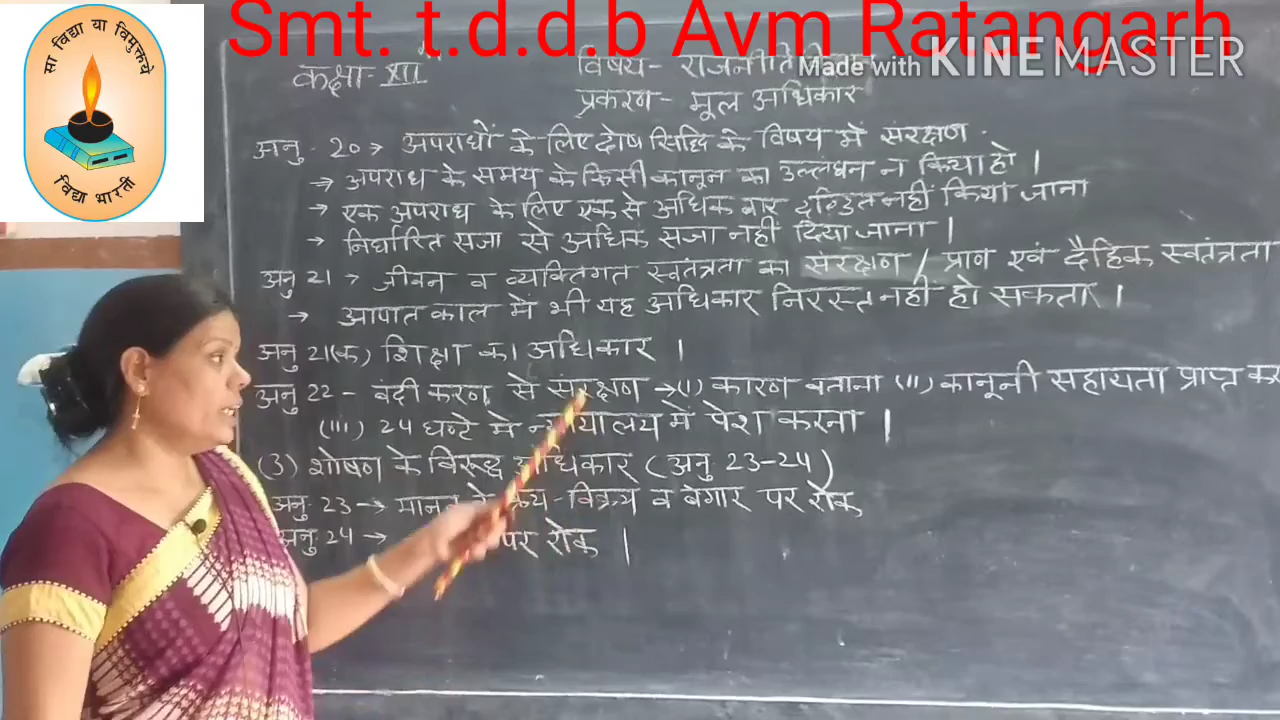 Smt. t.d.d.b Avm Ratangarh
Made with KINEMASTER
सा विद्या या विमुक्तये
विद्या भारती
कक्षा- XII
विषय- राजनीति
प्रकरण- मूल अधिकार
अनु - 20 → अपराधों के लिए दोष सिद्धि के विषय में संरक्षण -
→ अपराध के समय के किसी कानून का उल्लंघन न किया हो ।
→ एक अपराध के लिए एक से अधिक बार दण्डित नहीं किया जाना
→ निर्धारित सजा से अधिक सजा नहीं दिया जाना ।
अनु 21 → जीवन व व्यक्तिगत स्वतंत्रता का संरक्षण / प्राण एवं दैहिक स्वतंत्रता
→ आपात काल में भी यह अधिकार निरस्त नहीं हो सकता ।
अनु 21(क) शिक्षा का अधिकार ।
अनु 22 - बंदी करण से संरक्षण → (I) कारण बताना (II) कानूनी सहायता प्राप्त कर
(III) 24 घण्टे मे न्यायालय में पेश करना ।
(3) शोषण के विरूद्ध अधिकार (अनु 23-24)
अनु 23 → मानव के क्रय-विक्रय व बेगार पर रोक
अनु 24 → पर रोक ।